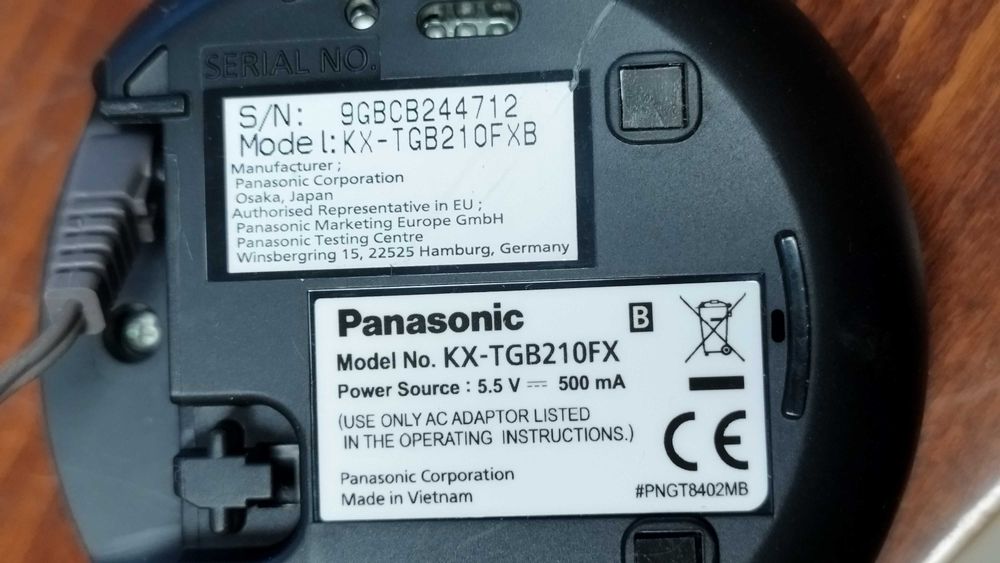 SERIAL NO.
S/N: 9GBCB244712
Model:KX-TGB210FXB
Manufacturer ;
Panasonic Corporation
Osaka, Japan
Authorised Representative in EU ;
Panasonic Marketing Europe GmbH
Panasonic Testing Centre
Winsbergring 15, 22525 Hamburg, Germany
Panasonic B
Model No. KX-TGB210FX
Power Source : 5.5 V ⎓ 500 mA
(USE ONLY AC ADAPTOR LISTED
IN THE OPERATING INSTRUCTIONS.)
CE
Panasonic Corporation
Made in Vietnam
#PNGT8402MB